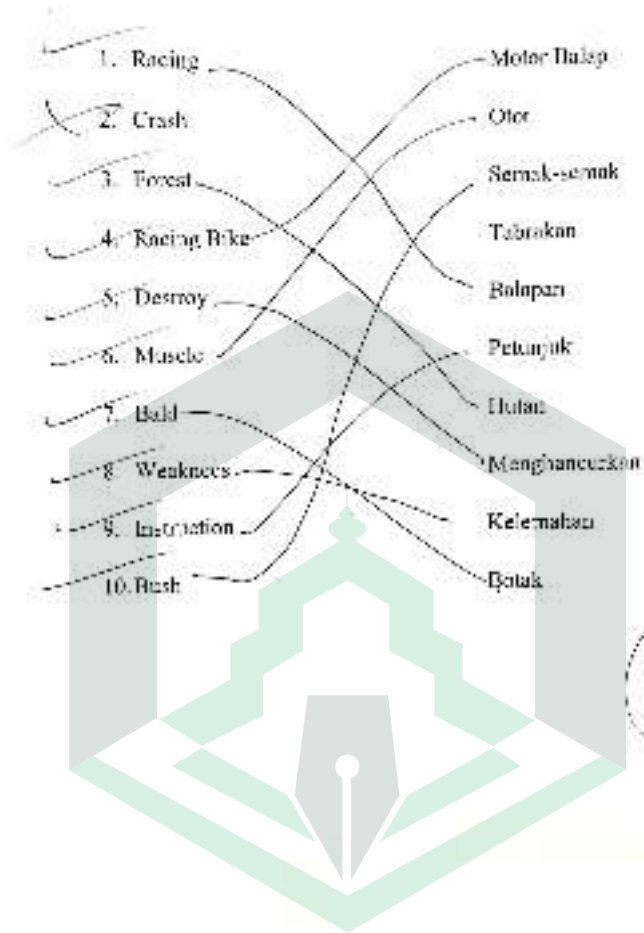 1. Racing
Motor Balap
2. Crash
Otot
3. Forest
Semak-semak
4. Racing Bike
Tabrakan
5. Destroy
Balapan
6. Muscle
Petunjuk
7. Bald
Hutan
8. Weakness
Menghancurkan
9. Instruction
Kelemahan
10. Bush
Botak